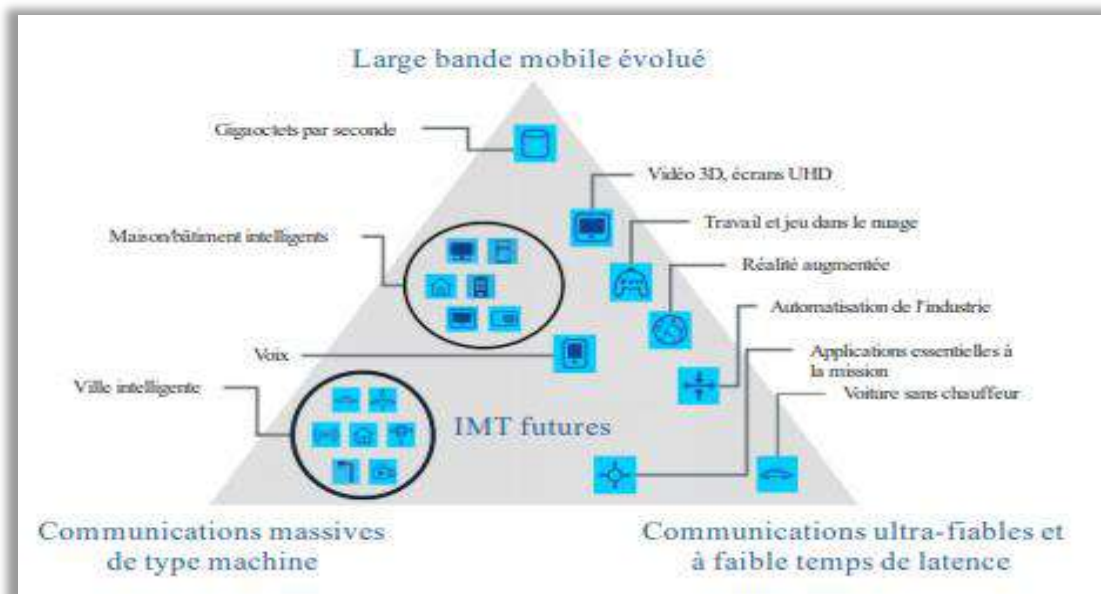 Large bande mobile évolué
Gigaoctets par seconde
Vidéo 3D, écrans UHD
Travail et jeu dans le nuage
Maison/bâtiment intelligents
Réalité augmentée
Automatisation de l'industrie
Voix
Applications essentielles à
la mission
Ville intelligente
Voiture sans chauffeur
IMT futures
Communications massives
de type machine
Communications ultra-fiables et
à faible temps de latence